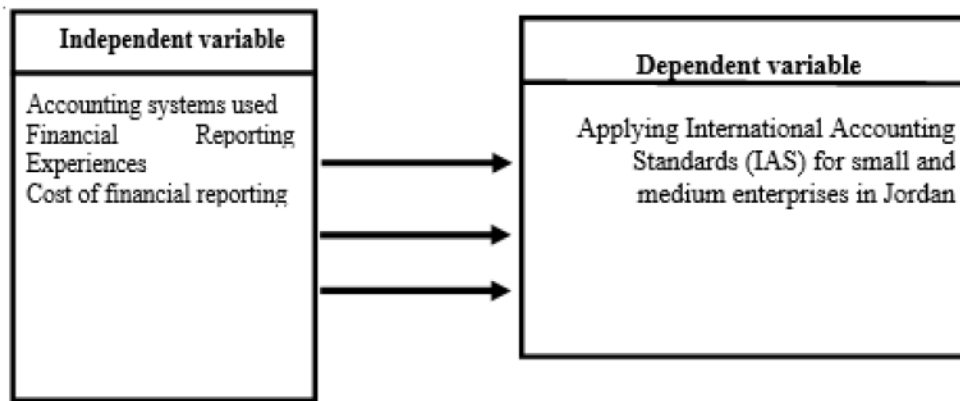 Independent variable
Accounting systems used
Financial Reporting
Experiences
Cost of financial reporting
Dependent variable
Applying International Accounting
Standards (IAS) for small and
medium enterprises in Jordan